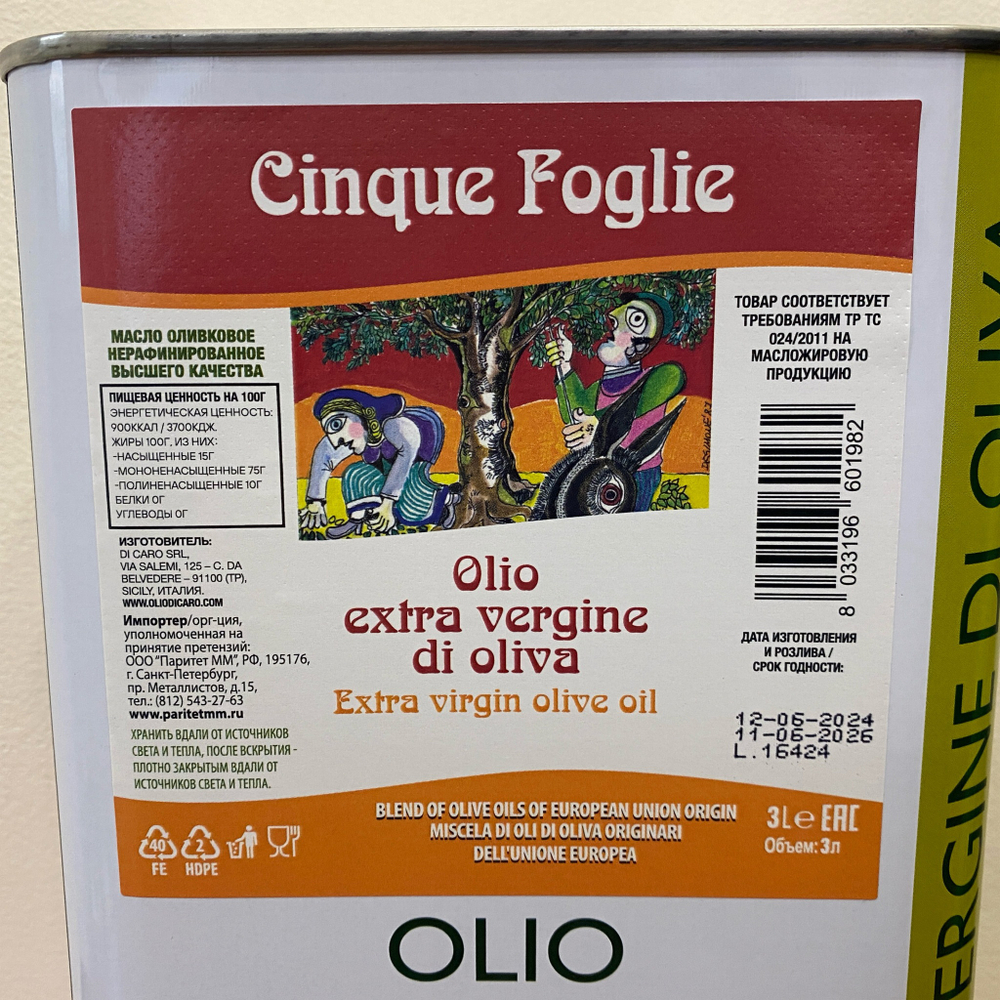 Cinque Foglie
МАСЛО ОЛИВКОВОЕ
НЕРАФИНИРОВАННОЕ
ВЫСШЕГО КАЧЕСТВА
ПИЩЕВАЯ ЦЕННОСТЬ НА 100Г
ЭНЕРГЕТИЧЕСКАЯ ЦЕННОСТЬ:
900ККАЛ / 3700КДЖ.
ЖИРЫ 100Г, ИЗ НИХ:
-НАСЫЩЕННЫЕ 15Г
-МОНОНЕНАСЫЩЕННЫЕ 75Г
-ПОЛИНЕНАСЫЩЕННЫЕ 10Г
БЕЛКИ 0Г
УГЛЕВОДЫ 0Г
ИЗГОТОВИТЕЛЬ:
DI CARO SRL,
VIA SALEMI, 125 – C. DA
BELVEDERE – 91100 (TP),
SICILY, ИТАЛИЯ.
WWW.OLIODICARO.COM
Импортер/орг-ция,
уполномоченная на
принятие претензий:
ООО "Паритет ММ", РФ, 195176,
г. Санкт-Петербург,
пр. Металлистов, д.15,
тел.: (812) 543-27-63
www.paritetmm.ru
ХРАНИТЬ ВДАЛИ ОТ ИСТОЧНИКОВ
СВЕТА И ТЕПЛА, ПОСЛЕ ВСКРЫТИЯ -
ПЛОТНО ЗАКРЫТЫМ ВДАЛИ ОТ
ИСТОЧНИКОВ СВЕТА И ТЕПЛА.
Olio
extra vergine
di oliva
Extra virgin olive oil
ТОВАР СООТВЕТСТВУЕТ
ТРЕБОВАНИЯМ ТР ТС
024/2011 НА
МАСЛОЖИРОВУЮ
ПРОДУКЦИЮ
8 033196 601982
ДАТА ИЗГОТОВЛЕНИЯ
И РОЗЛИВА /
СРОК ГОДНОСТИ:
12-06-2024
11-06-2026
L.16424
40
FE
2
HDPE
BLEND OF OLIVE OILS OF EUROPEAN UNION ORIGIN
MISCELA DI OLI DI OLIVA ORIGINARI
DELL'UNIONE EUROPEA
3L e EAC
Объем: 3л
OLIO
ERGINE DI OLIVA